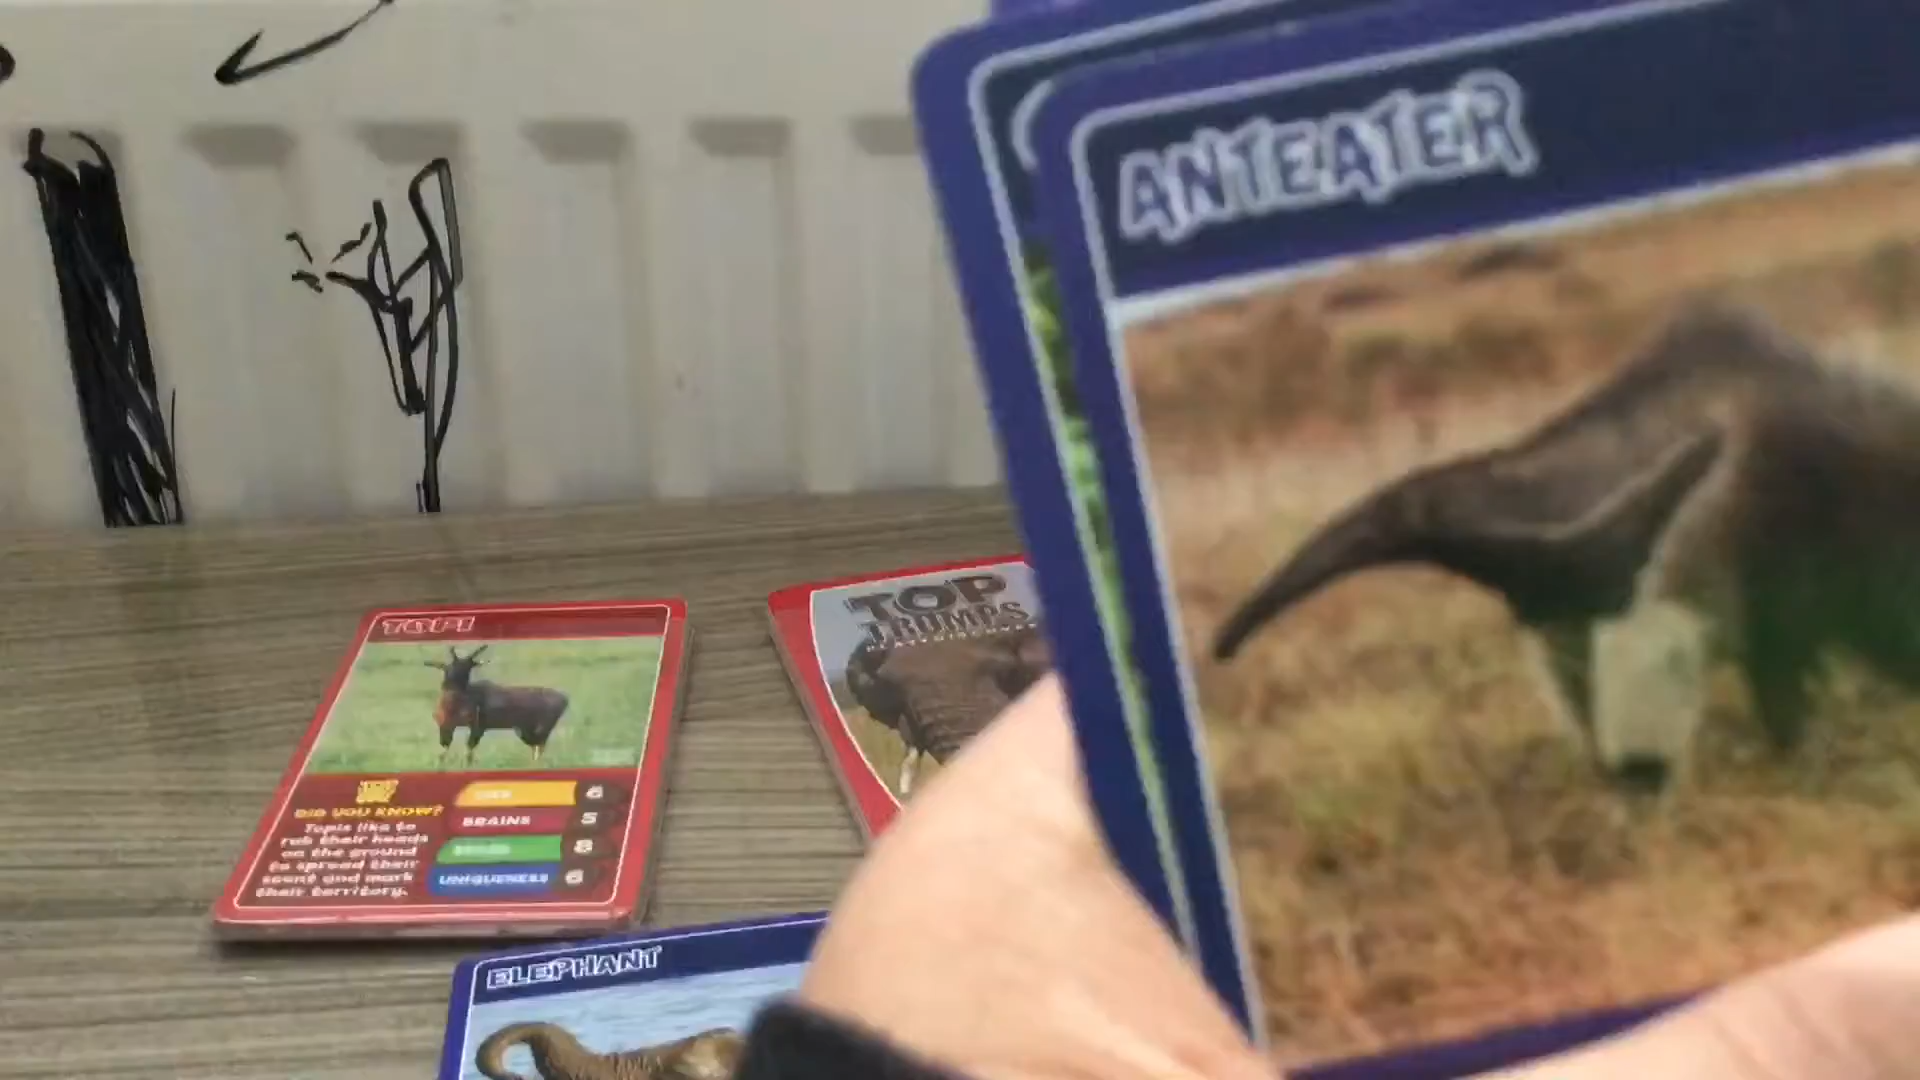 ANTEATER
TOP
TRUMPS
TOPI
DID YOU KNOW?
Topis like to
rub their heads
on the ground
to spread their
scent and mark
their territory.
SIZE 6
BRAINS 5
8
UNIQUENESS 6
ELEPHANT